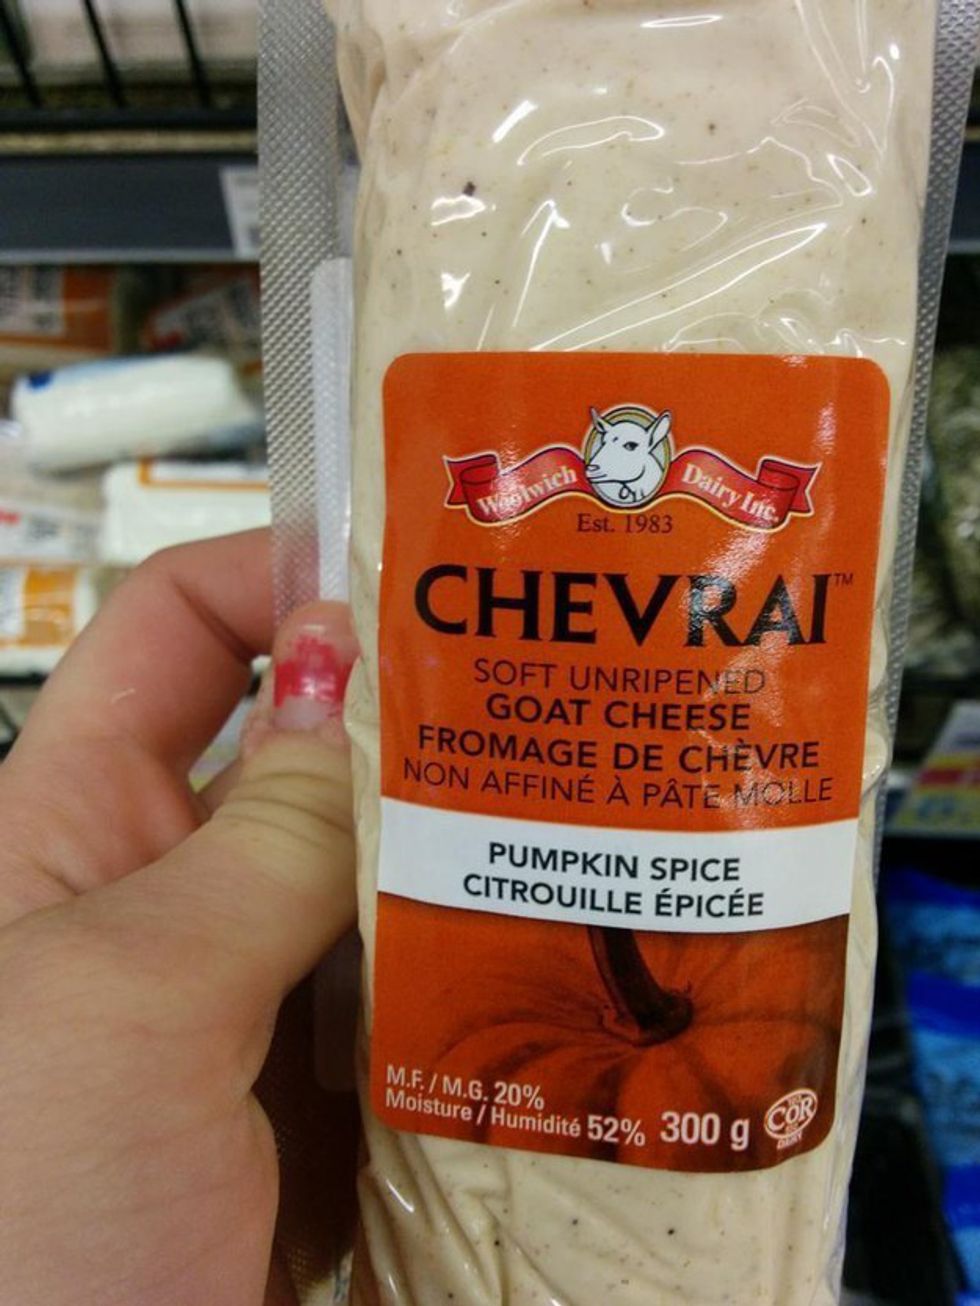 Woolwich Dairy Inc.
Est. 1983
CHEVRAI™
SOFT UNRIPENED
GOAT CHEESE
FROMAGE DE CHÈVRE
NON AFFINÉ À PÂTE MOLLE
PUMPKIN SPICE
CITROUILLE ÉPICÉE
M.F. / M.G. 20%
Moisture / Humidité 52% 300 g
COR
DAIRY